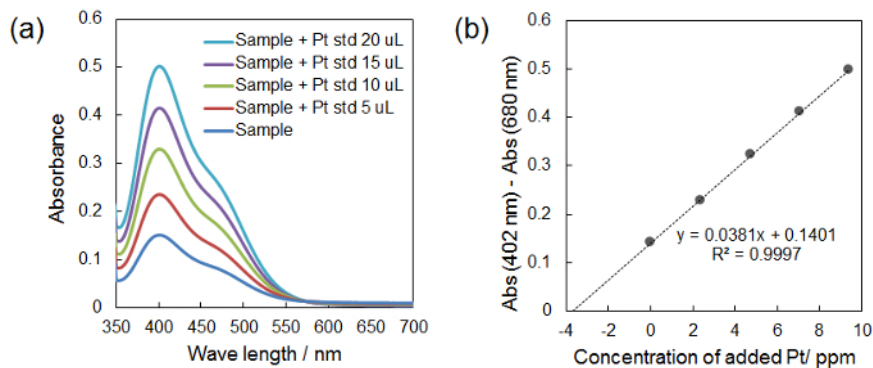 (a)
0.6
0.5
0.4
0.3
0.2
0.1
0
Absorbance
Sample + Pt std 20 uL
Sample + Pt std 15 uL
Sample + Pt std 10 uL
Sample + Pt std 5 uL
Sample
350 400 450 500 550 600 650 700
Wave length / nm
(b)
0.6
0.5
0.4
0.3
0.2
0.1
0
Abs (402 nm) - Abs (680 nm)
y = 0.0381x + 0.1401
R² = 0.9997
-4 -2 0 2 4 6 8 10
Concentration of added Pt/ ppm